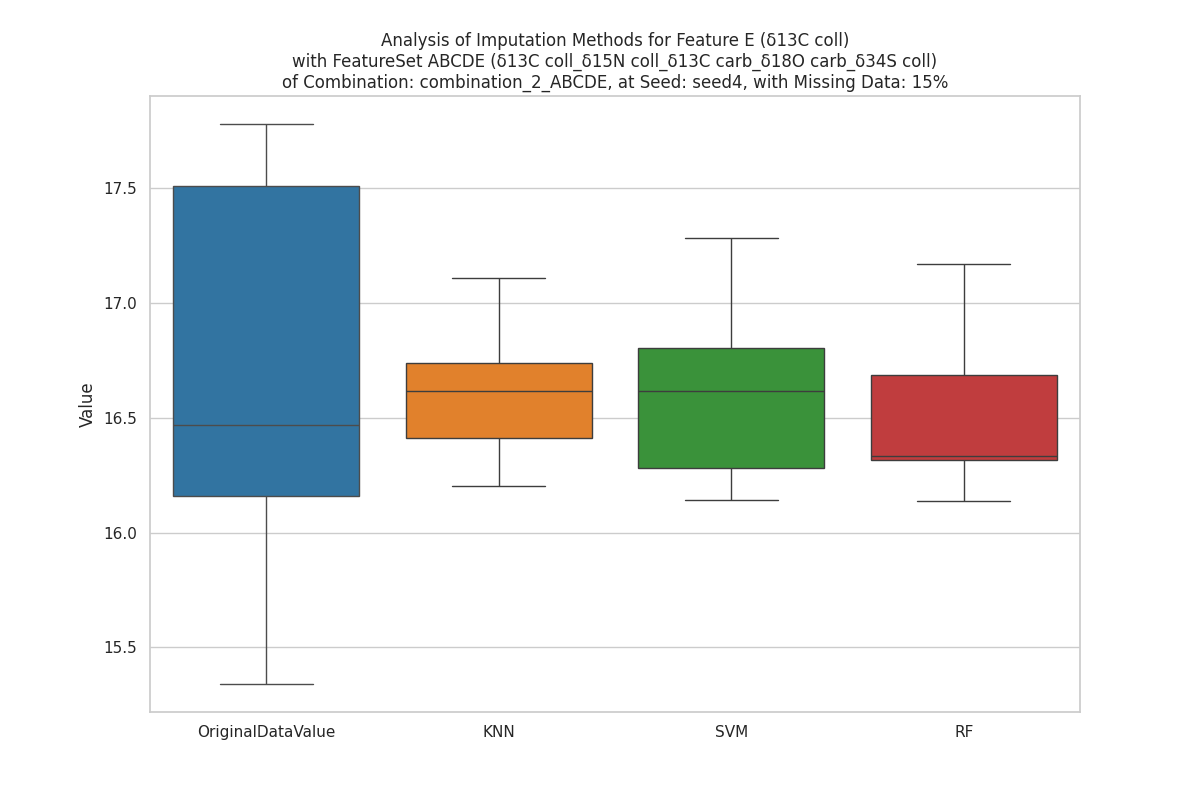 Analysis of Imputation Methods for Feature E (δ13C coll)
with FeatureSet ABCDE (δ13C coll_δ15N coll_δ13C carb_δ18O carb_δ34S coll)
of Combination: combination_2_ABCDE, at Seed: seed4, with Missing Data: 15%
Value
17.5
17.0
16.5
16.0
15.5
OriginalDataValue
KNN
SVM
RF